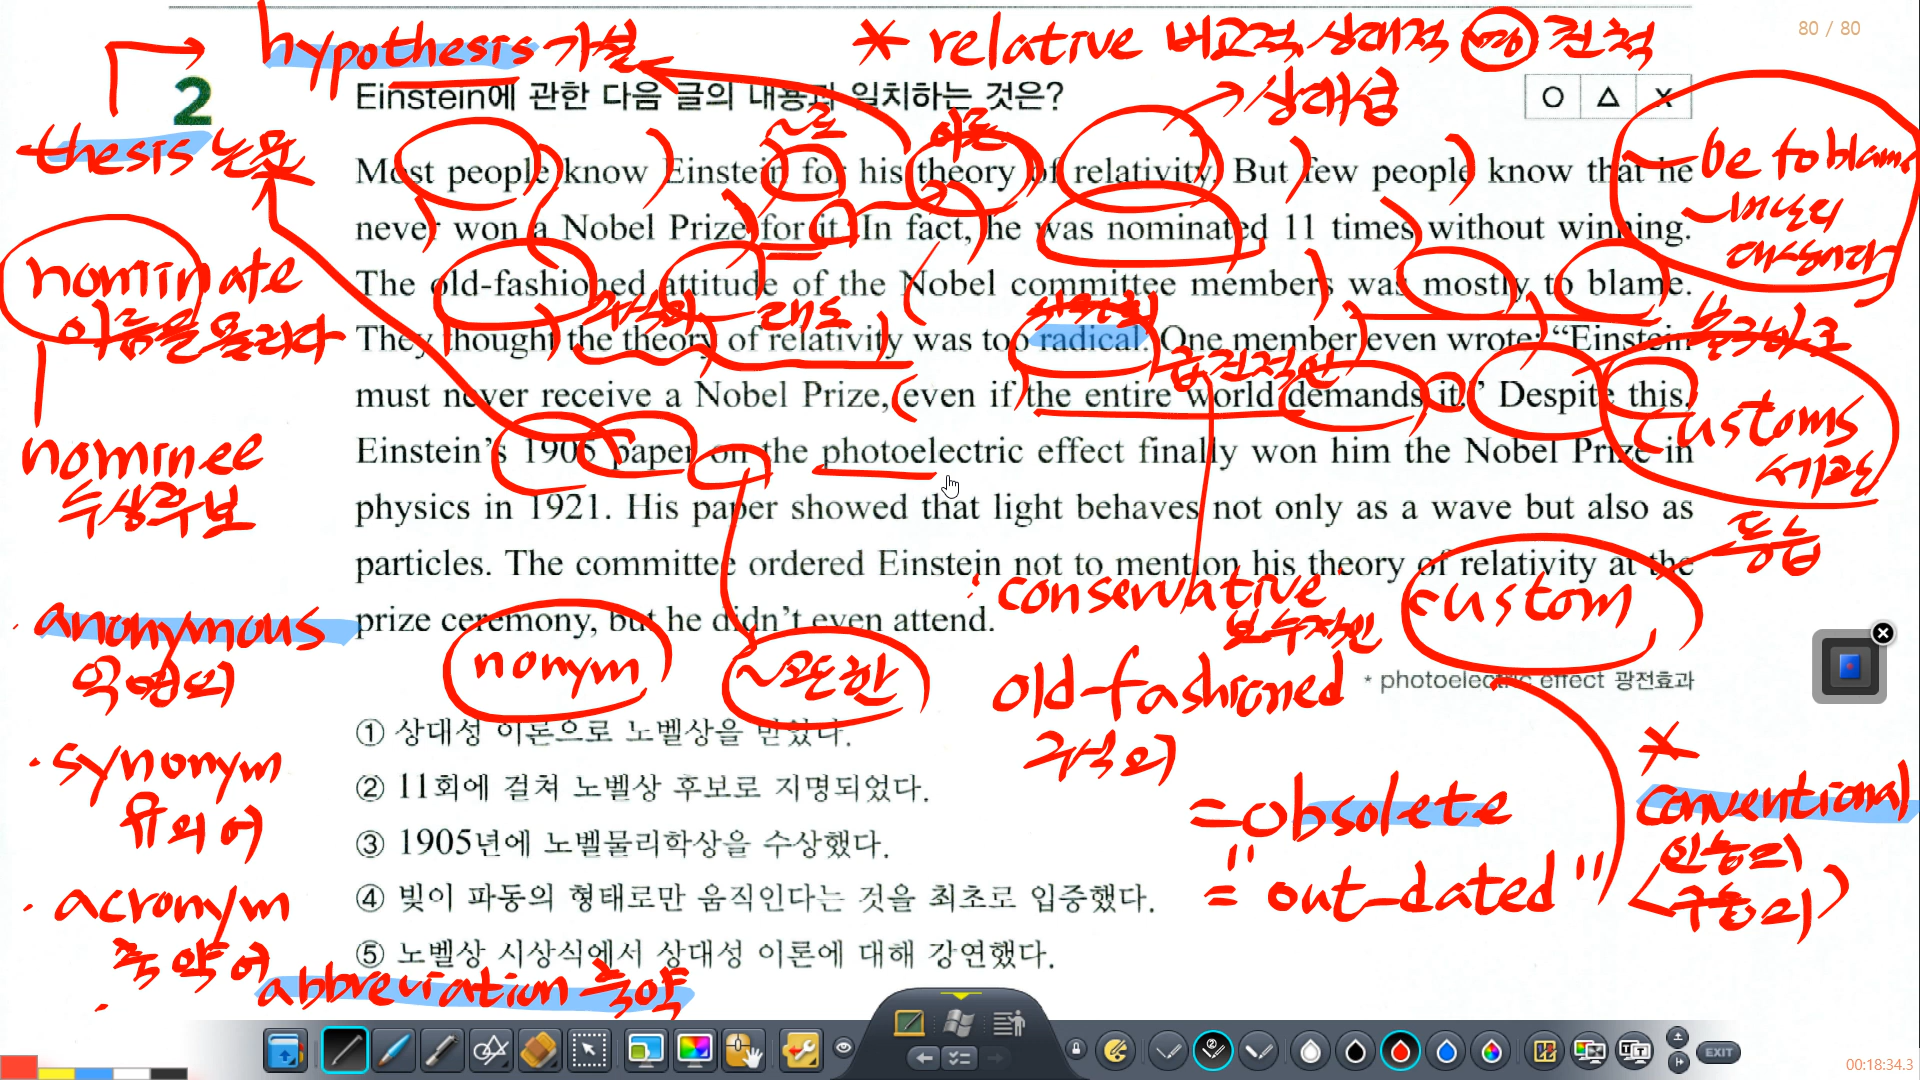 80 / 80
hypothesis 가설
* relative 비교적, 상대적 명 친척
→ 상대성
2
Einstein에 관한 다음 글의 내용과 일치하는 것은?
O △ X
thesis 논문
~로
이론
- be to blame
Most people know Einstein for his theory of relativity. But few people know that he
never won a Nobel Prize for it. In fact, he was nominated 11 times without winning.
nominate
이름을 올리다
The old-fashioned attitude of the Nobel committee members was mostly to blame.
구식의 태도
They thought the theory of relativity was too radical. One member even wrote: “Einstein
급진적인
불구하고
must never receive a Nobel Prize, even if the entire world demands it.” Despite this,
customs
세관
Einstein’s 1905 paper on the photoelectric effect finally won him the Nobel Prize in
nominee
수상후보
physics in 1921. His paper showed that light behaves not only as a wave but also as
풍습
particles. The committee ordered Einstein not to mention his theory of relativity at the
: conservative
보수적인
custom
prize ceremony, but he didn’t even attend.
· anonymous
익명의
nonym
~또한
old-fashioned
구식의
* photoelectric effect 광전효과
① 상대성 이론으로 노벨상을 받았다.
② 11회에 걸쳐 노벨상 후보로 지명되었다.
③ 1905년에 노벨물리학상을 수상했다.
④ 빛이 파동의 형태로만 움직인다는 것을 최초로 입증했다.
⑤ 노벨상 시상식에서 상대성 이론에 대해 강연했다.
· synonym
유의어
= obsolete
= "out-dated"
*
conventional
인습의
· acronym
축약어
abbreviation 축약
EXIT
00:18:34.3